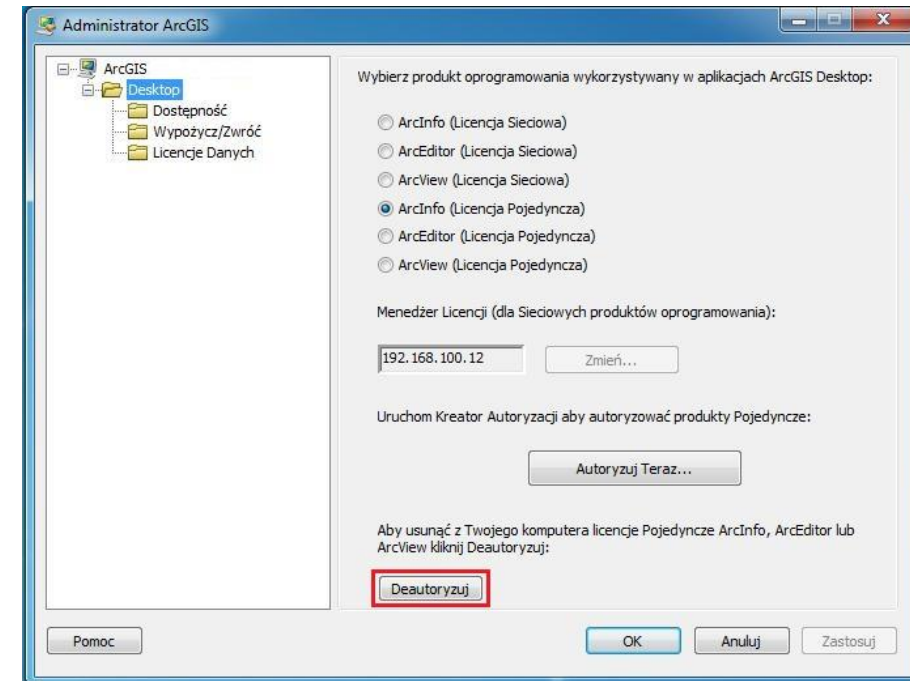 Administrator ArcGIS
ArcGIS
Desktop
Dostępność
Wypożycz/Zwróć
Licencje Danych
Wybierz produkt oprogramowania wykorzystywany w aplikacjach ArcGIS Desktop:
ArcInfo (Licencja Sieciowa)
ArcEditor (Licencja Sieciowa)
ArcView (Licencja Sieciowa)
ArcInfo (Licencja Pojedyncza)
ArcEditor (Licencja Pojedyncza)
ArcView (Licencja Pojedyncza)
Menedżer Licencji (dla Sieciowych produktów oprogramowania):
192.168.100.12 Zmień...
Uruchom Kreator Autoryzacji aby autoryzować produkty Pojedyncze:
Autoryzuj Teraz...
Aby usunąć z Twojego komputera licencje Pojedyncze ArcInfo, ArcEditor lub
ArcView kliknij Deautoryzuj:
Deautoryzuj
Pomoc OK Anuluj Zastosuj